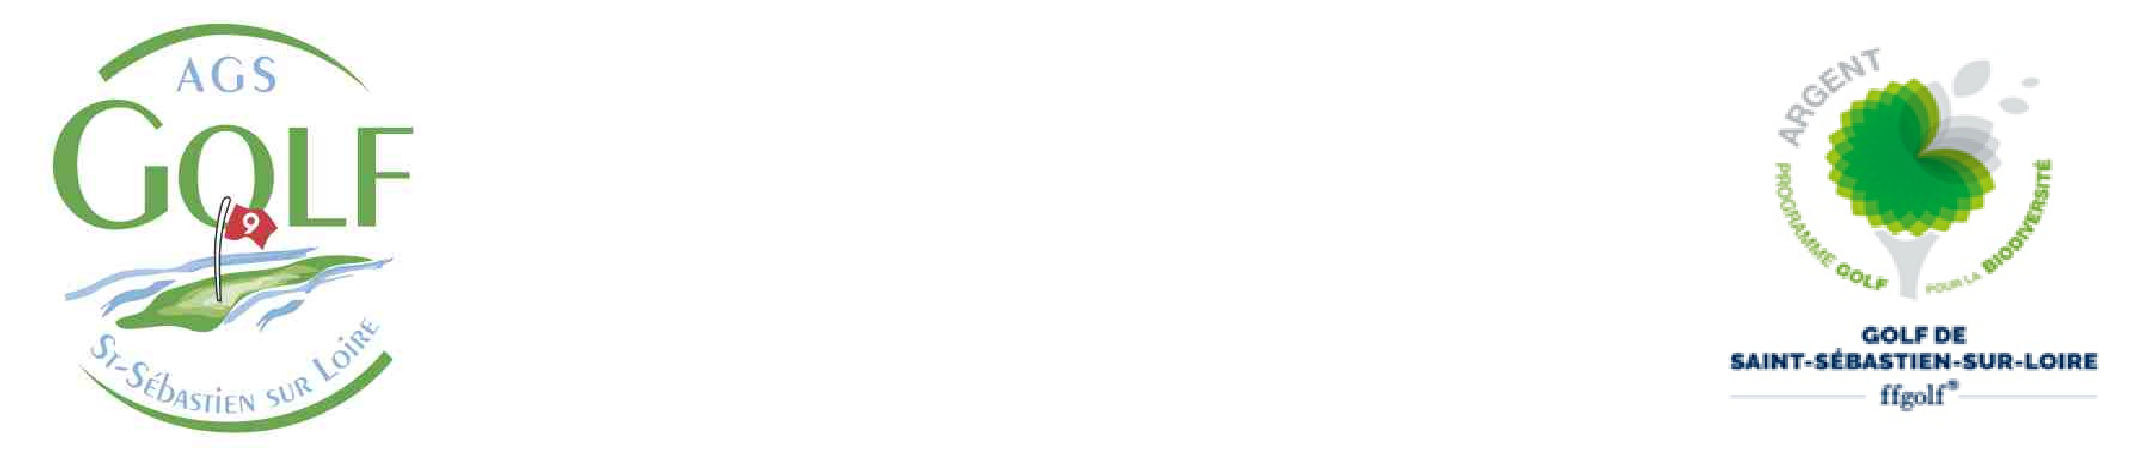 AGS
GOLF
9
ST-SÉBASTIEN SUR LOIRE
ARGENT
PROGRAMME GOLF POUR LA BIODIVERSITÉ
GOLF DE
SAINT-SÉBASTIEN-SUR-LOIRE
ffgolf®